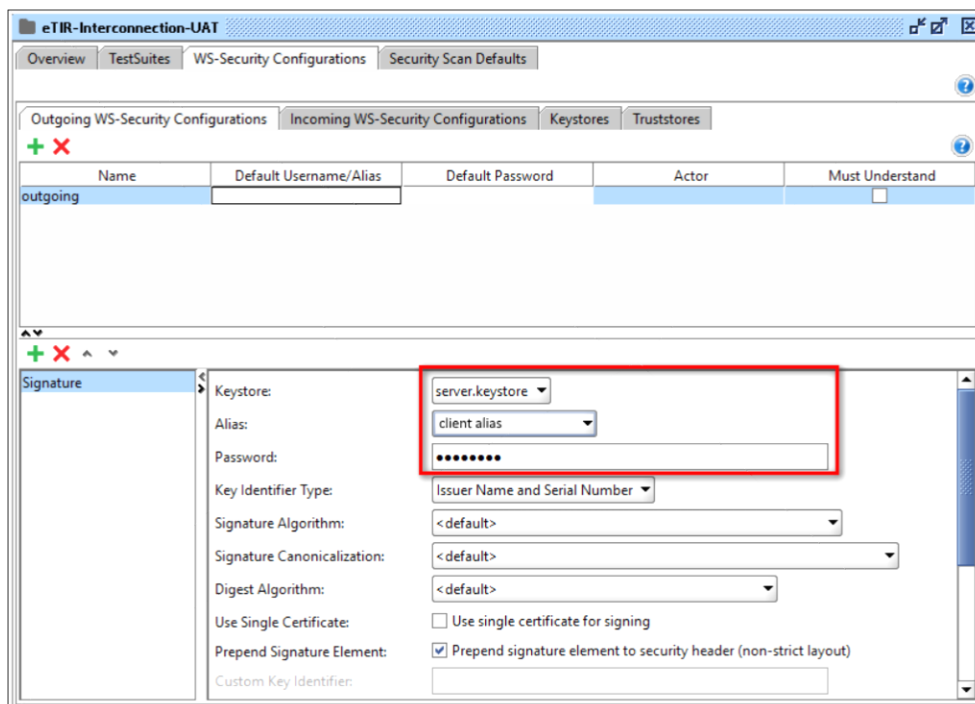 eTIR-Interconnection-UAT
Overview TestSuites WS-Security Configurations Security Scan Defaults
Outgoing WS-Security Configurations Incoming WS-Security Configurations Keystores Truststores
Name Default Username/Alias Default Password Actor Must Understand
outgoing
Signature
Keystore: server.keystore
Alias: client alias
Password: ••••••••
Key Identifier Type: Issuer Name and Serial Number
Signature Algorithm: <default>
Signature Canonicalization: <default>
Digest Algorithm: <default>
Use Single Certificate: Use single certificate for signing
Prepend Signature Element: Prepend signature element to security header (non-strict layout)
Custom Key Identifier: